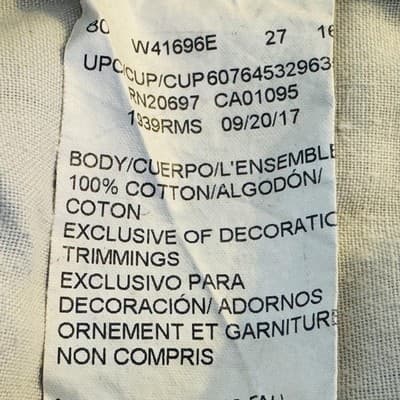 W41696E 27
UPC/CUP/CUP 60764532963
RN20697 CA01095
1939RMS 09/20/17
BODY/CUERPO/L'ENSEMBLE
100% COTTON/ALGODÓN/
COTON
EXCLUSIVE OF DECORATIC
TRIMMINGS
EXCLUSIVO PARA
DECORACIÓN/ ADORNOS
ORNEMENT ET GARNITURE
NON COMPRIS